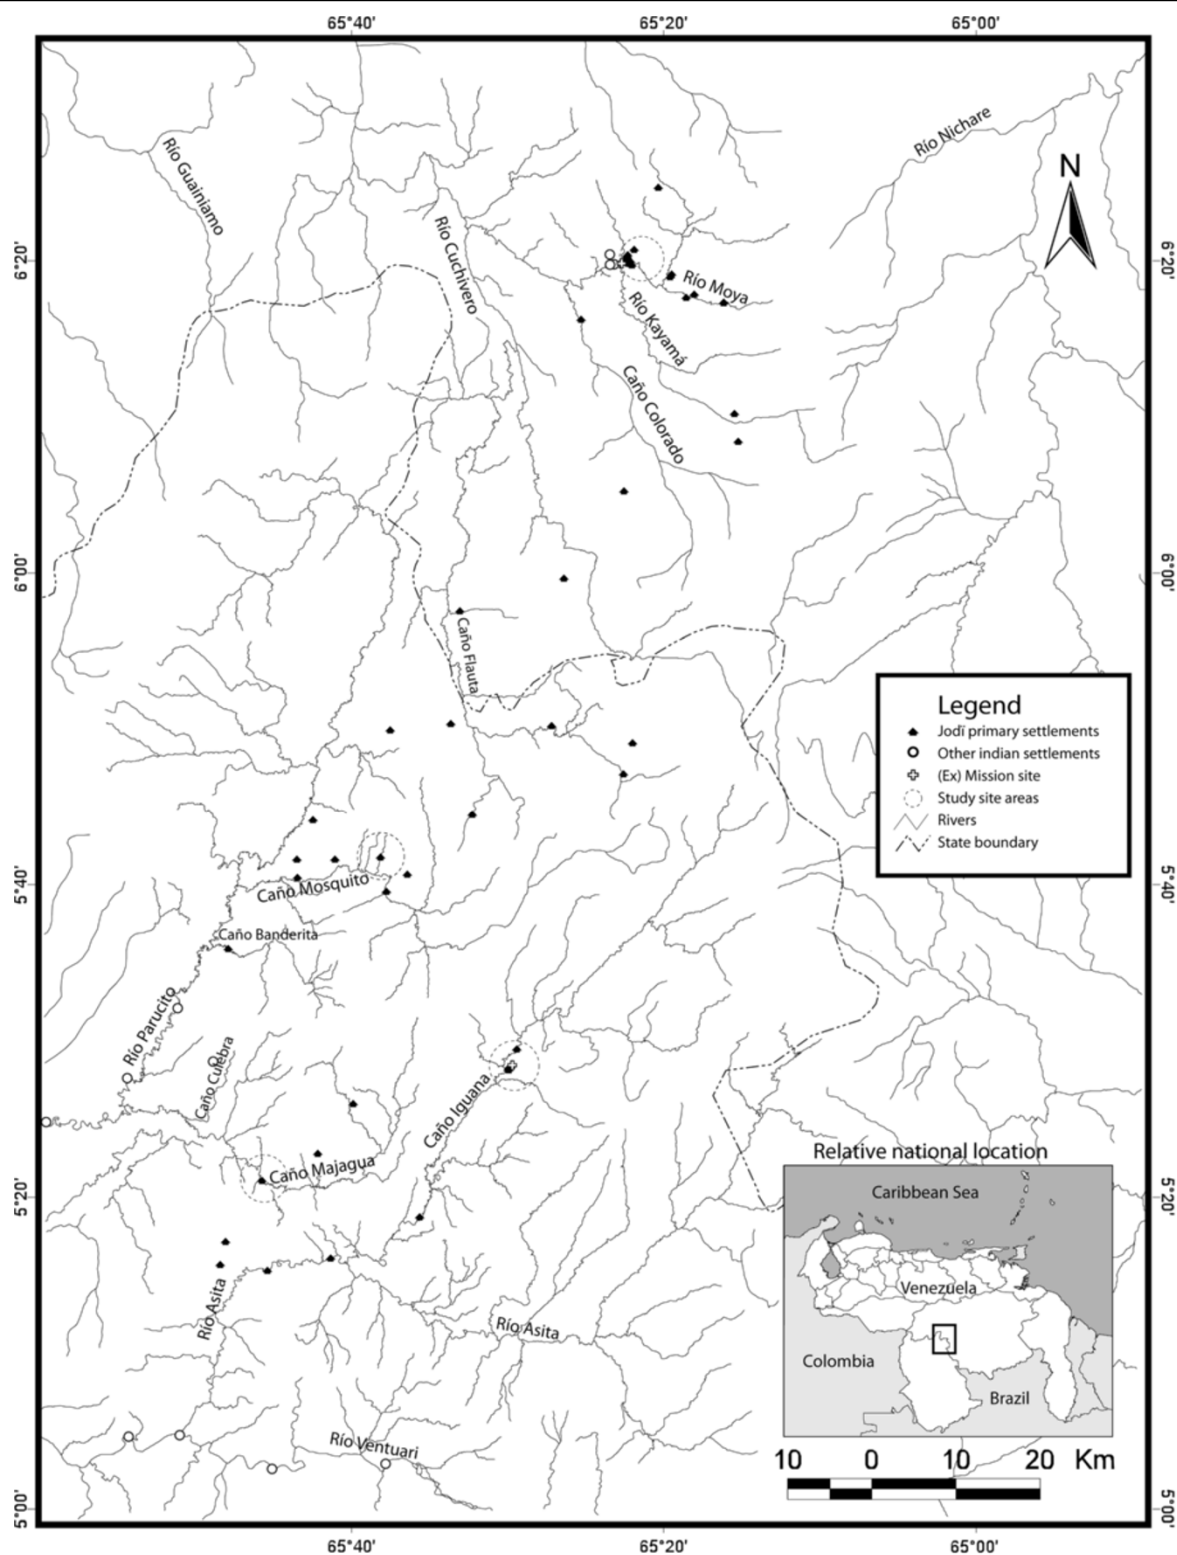 65°40'
65°20'
65°00'
Río Guainiamo
Río Nichare
N
Río Cuchivero
6°20'
6°20'
Río Moya
Río Kayamá
Caño Colorado
6°00'
6°00'
Caño Flauta
Legend
Jodï primary settlements
Other indian settlements
(Ex) Mission site
Study site areas
Rivers
State boundary
5°40'
5°40'
Caño Mosquito
Caño Banderita
Río Parucito
Caño Culebra
Caño Iguana
Caño Majagua
5°20'
5°20'
Relative national location
Caribbean Sea
Venezuela
Colombia
Brazil
Río Asita
Río Asita
Río Ventuari
10 0 10 20 Km
5°00'
5°00'
65°40'
65°20'
65°00'